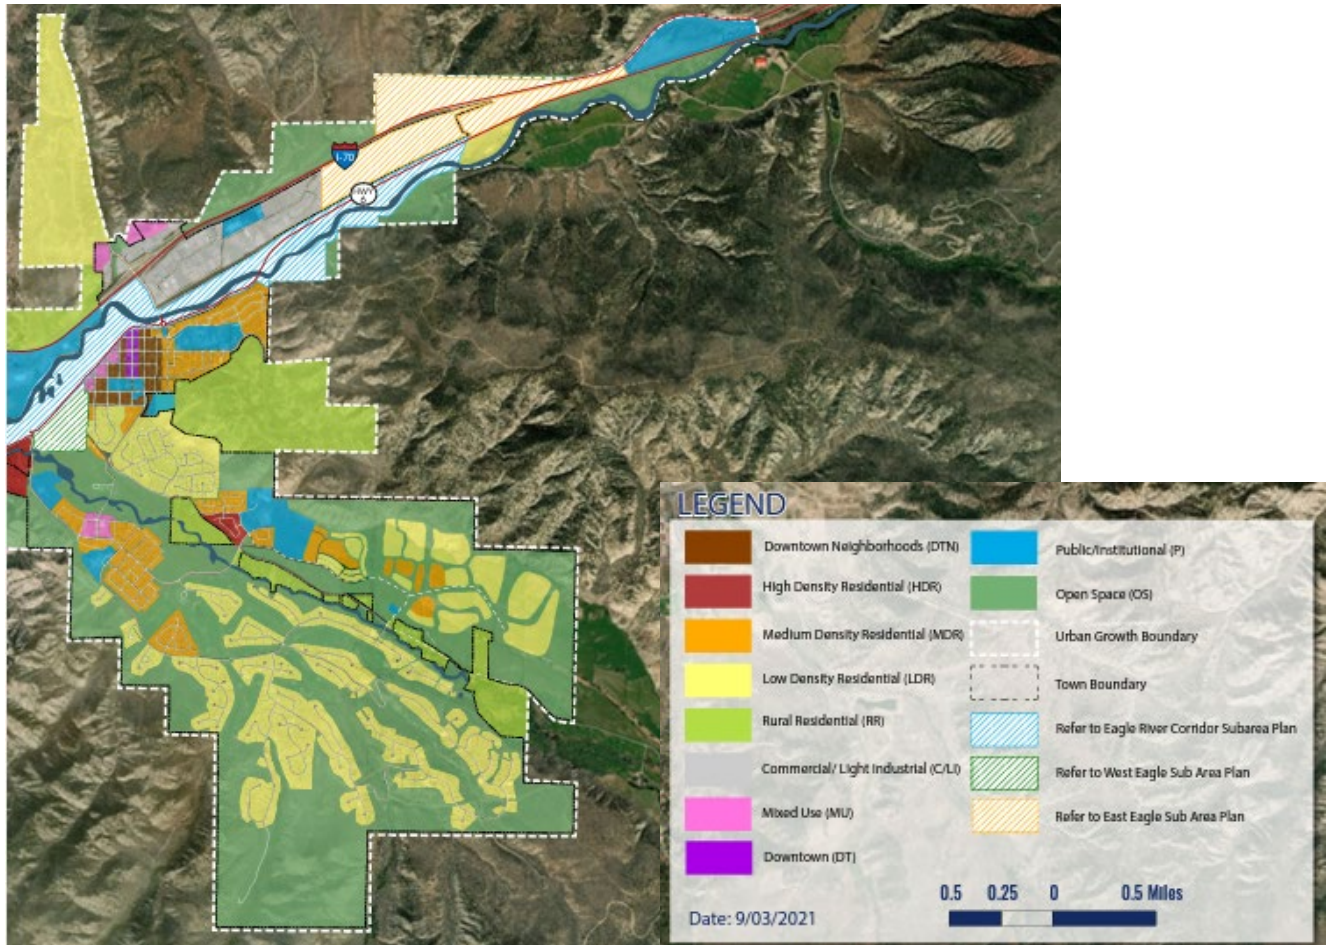 I-70
HWY
6
LEGEND
Downtown Neighborhoods (DTN)
High Density Residential (HDR)
Medium Density Residential (MDR)
Low Density Residential (LDR)
Rural Residential (RR)
Commercial/ Light Industrial (C/LI)
Mixed Use (MU)
Downtown (DT)
Public/Institutional (P)
Open Space (OS)
Urban Growth Boundary
Town Boundary
Refer to Eagle River Corridor Subarea Plan
Refer to West Eagle Sub Area Plan
Refer to East Eagle Sub Area Plan
0.5 0.25 0 0.5 Miles
Date: 9/03/2021